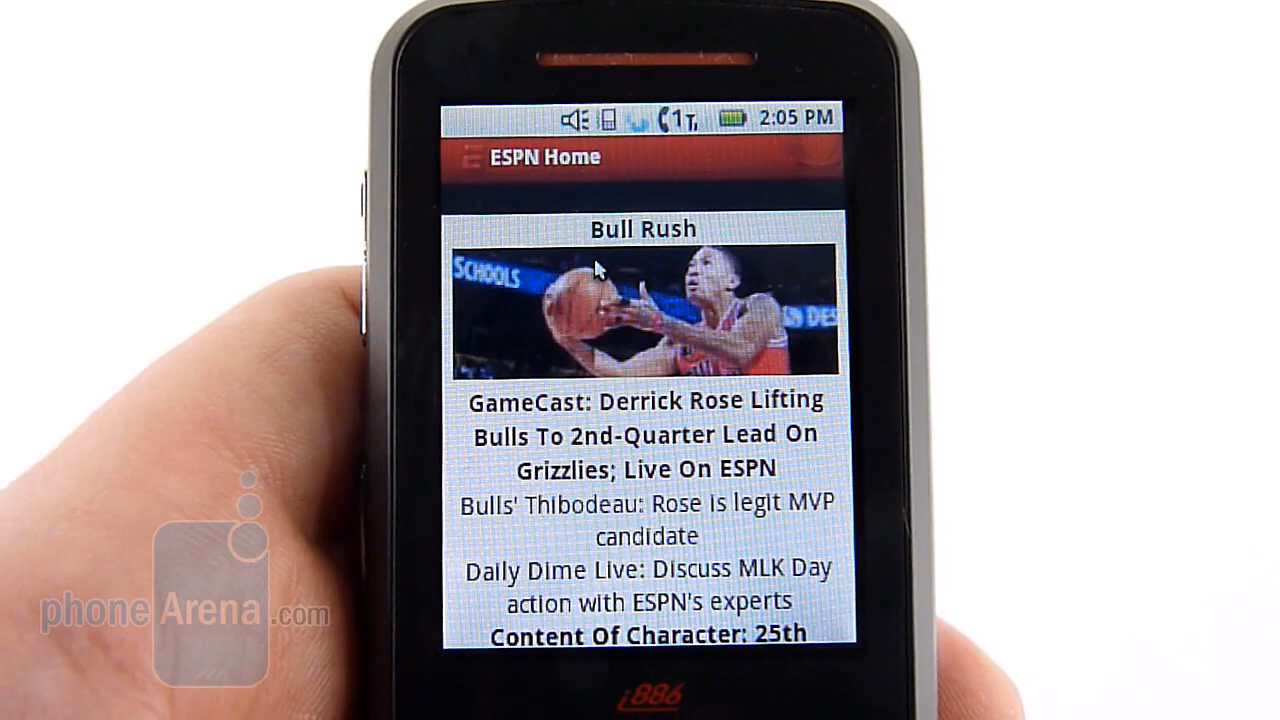 1
2:05 PM
ESPN Home
Bull Rush
SCHOOLS
DES
GameCast: Derrick Rose Lifting
Bulls To 2nd-Quarter Lead On
Grizzlies; Live On ESPN
Bulls' Thibodeau: Rose is legit MVP
candidate
Daily Dime Live: Discuss MLK Day
action with ESPN's experts
Content Of Character: 25th
phoneArena.com
i886